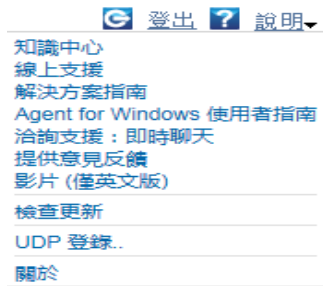 登出 ? 說明
知識中心
線上支援
解決方案指南
Agent for Windows 使用者指南
洽詢支援：即時聊天
提供意見反饋
影片 (僅英文版)
檢查更新
UDP 登錄..
關於